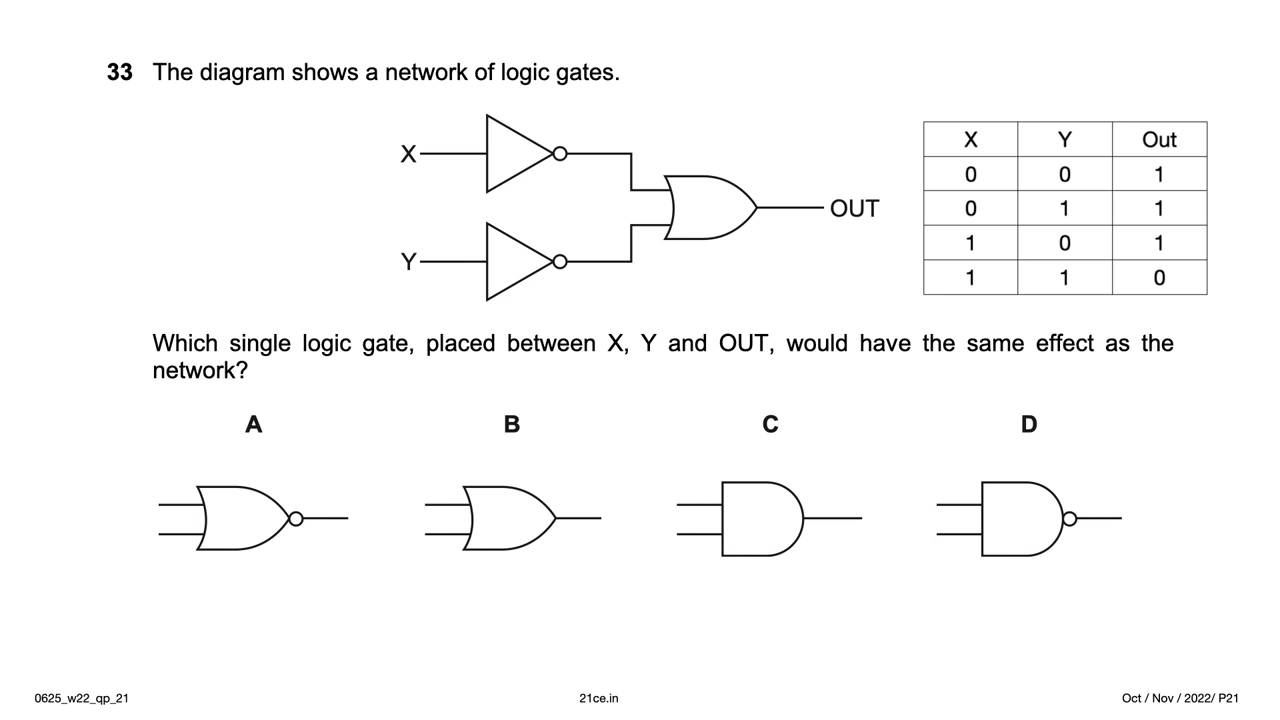 33 The diagram shows a network of logic gates.
X
Y
OUT
X Y Out
0 0 1
0 1 1
1 0 1
1 1 0
Which single logic gate, placed between X, Y and OUT, would have the same effect as the
network?
A B C D
0625_w22_qp_21 21ce.in Oct / Nov / 2022/ P21